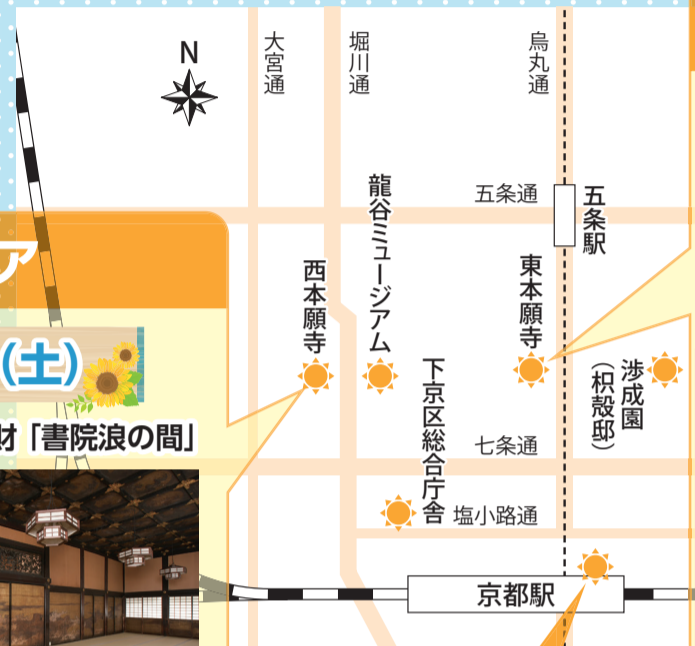 N
大宮通
堀川通
烏丸通
五条通
五条駅
龍谷ミュージアム
西本願寺
東本願寺
渉成園
（枳殻邸）
下京区総合庁舎
七条通
塩小路通
京都駅
ア
(土)
財「書院浪の間」